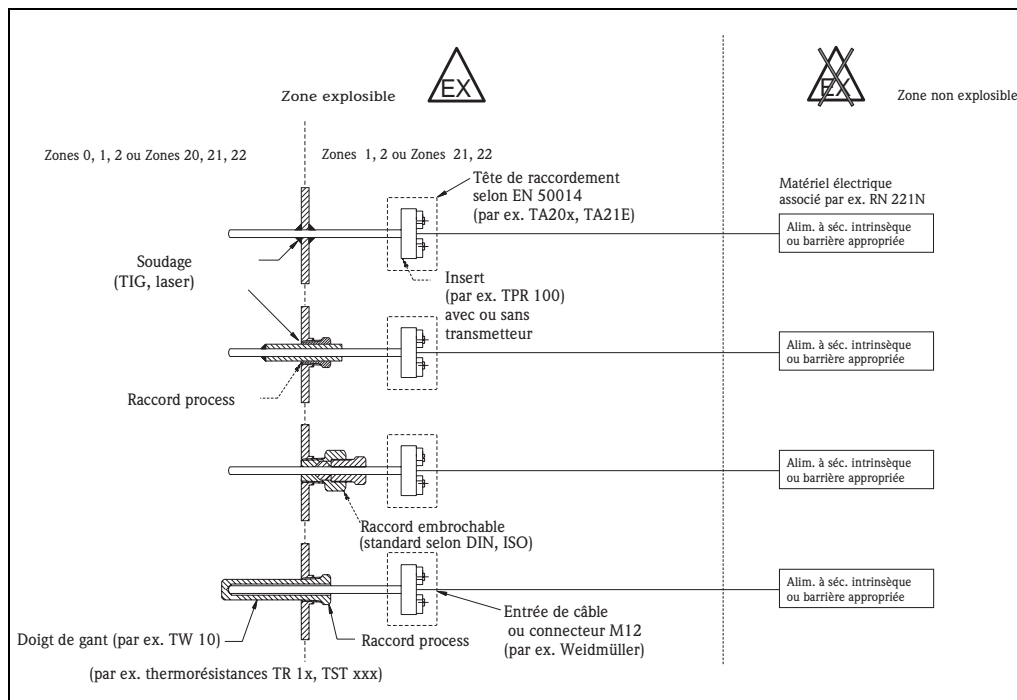 Zone explosible
EX
EX
Zone non explosible
Zones 0, 1, 2 ou Zones 20, 21, 22
Zones 1, 2 ou Zones 21, 22
Tête de raccordement
selon EN 50014
(par ex. TA20x, TA21E)
Matériel électrique
associé par ex. RN 221N
Alim. à séc. intrinsèque
ou barrière appropriée
Soudage
(TIG, laser)
Insert
(par ex. TPR 100)
avec ou sans
transmetteur
Alim. à séc. intrinsèque
ou barrière appropriée
Raccord process
Alim. à séc. intrinsèque
ou barrière appropriée
Raccord embrochable
(standard selon DIN, ISO)
Alim. à séc. intrinsèque
ou barrière appropriée
Entrée de câble
ou connecteur M12
(par ex. Weidmüller)
Doigt de gant (par ex. TW 10)
Raccord process
(par ex. thermorésistances TR 1x, TST xxx)